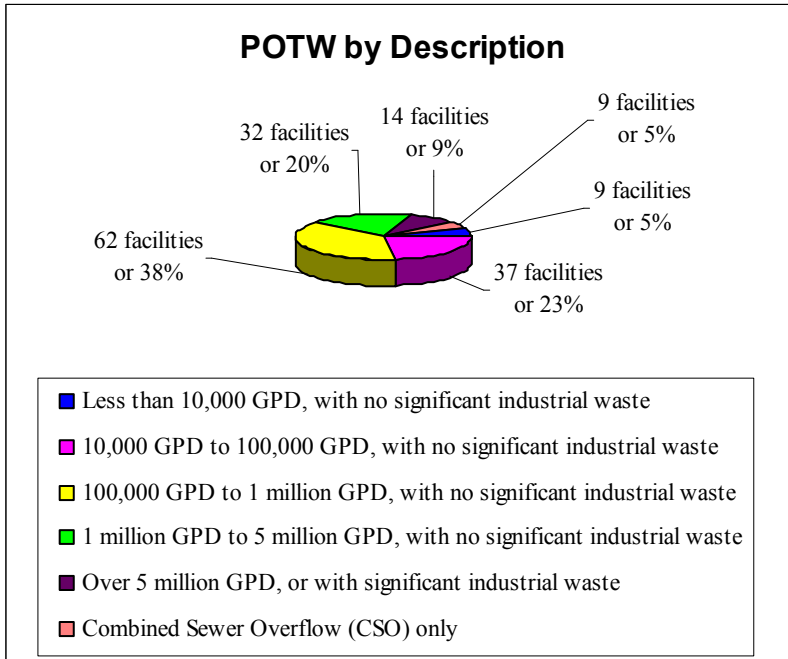 POTW by Description
32 facilities
or 20%
14 facilities
or 9%
9 facilities
or 5%
9 facilities
or 5%
62 facilities
or 38%
37 facilities
or 23%
Less than 10,000 GPD, with no significant industrial waste
10,000 GPD to 100,000 GPD, with no significant industrial waste
100,000 GPD to 1 million GPD, with no significant industrial waste
1 million GPD to 5 million GPD, with no significant industrial waste
Over 5 million GPD, or with significant industrial waste
Combined Sewer Overflow (CSO) only